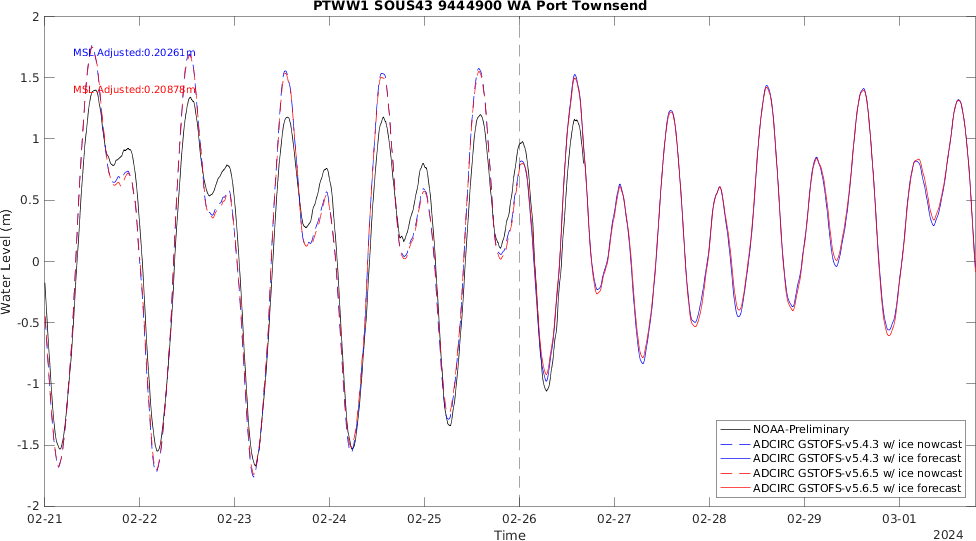 PTWW1 SOUS43 9444900 WA Port Townsend
2
1.5
1
0.5
0
-0.5
-1
-1.5
-2
Water Level (m)
MSL Adjusted:0.20261m
MSL Adjusted:0.20878m
NOAA-Preliminary
ADCIRC GSTOFS-v5.4.3 w/ ice nowcast
ADCIRC GSTOFS-v5.4.3 w/ ice forecast
ADCIRC GSTOFS-v5.6.5 w/ ice nowcast
ADCIRC GSTOFS-v5.6.5 w/ ice forecast
02-21 02-22 02-23 02-24 02-25 02-26 02-27 02-28 02-29 03-01
Time
2024